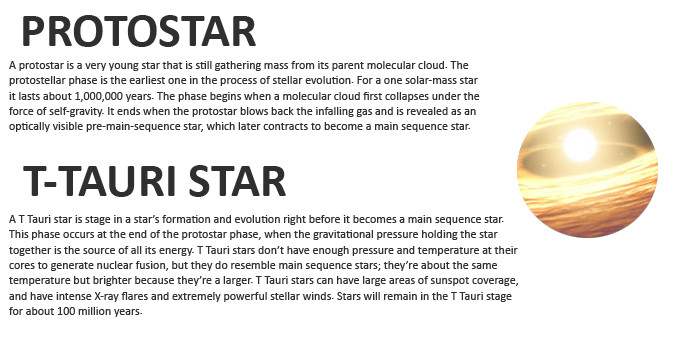 PROTOSTAR
A protostar is a very young star that is still gathering mass from its parent molecular cloud. The
protostellar phase is the earliest one in the process of stellar evolution. For a one solar-mass star
it lasts about 1,000,000 years. The phase begins when a molecular cloud first collapses under the
force of self-gravity. It ends when the protostar blows back the infalling gas and is revealed as an
optically visible pre-main-sequence star, which later contracts to become a main sequence star.
T-TAURI STAR
A T Tauri star is stage in a star's formation and evolution right before it becomes a main sequence star.
This phase occurs at the end of the protostar phase, when the gravitational pressure holding the star
together is the source of all its energy. T Tauri stars don't have enough pressure and temperature at their
cores to generate nuclear fusion, but they do resemble main sequence stars; they're about the same
temperature but brighter because they're a larger. T Tauri stars can have large areas of sunspot coverage,
and have intense X-ray flares and extremely powerful stellar winds. Stars will remain in the T Tauri stage
for about 100 million years.